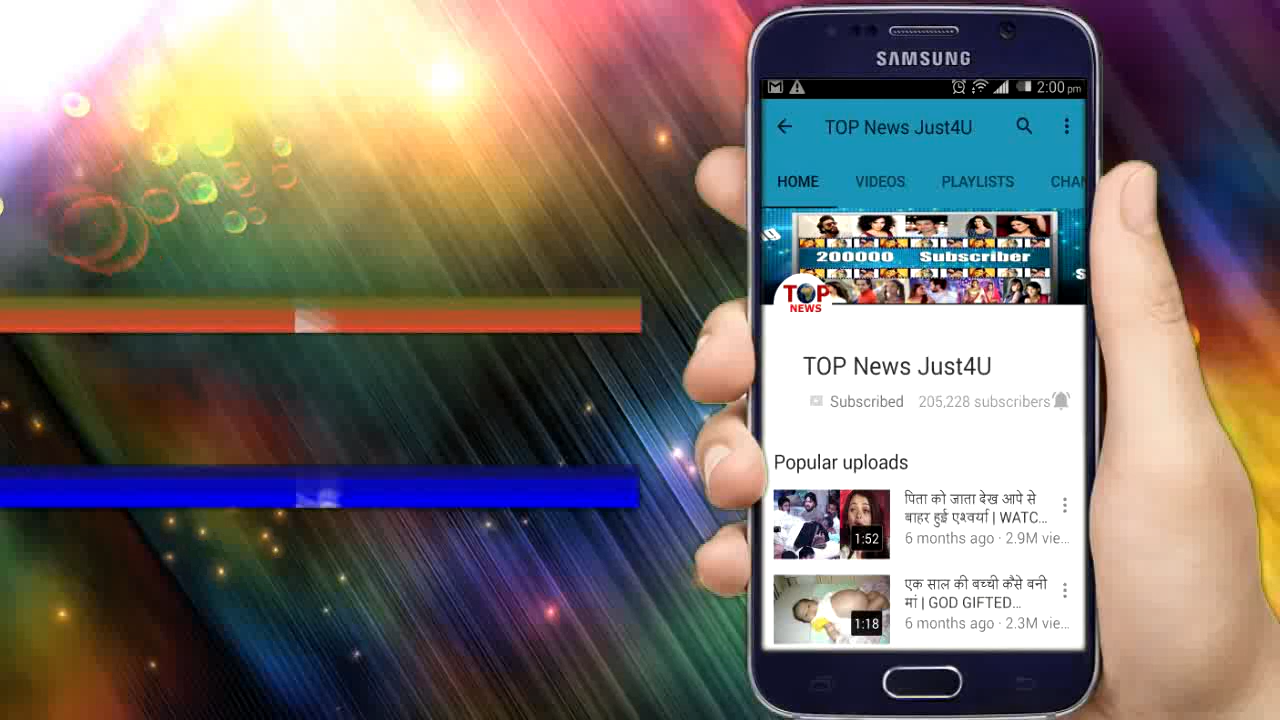 SAMSUNG
2:00 pm
TOP News Just4U
HOME VIDEOS PLAYLISTS CHAN
200000 Subscriber
TOP
NEWS
TOP News Just4U
Subscribed 205,228 subscribers
Popular uploads
पिता को जाता देख आपे से
बाहर हुई एश्वर्या | WATC...
1:52
6 months ago · 2.9M vie...
एक साल की बच्ची कैसे बनी
मां | GOD GIFTED...
1:18
6 months ago · 2.3M vie...